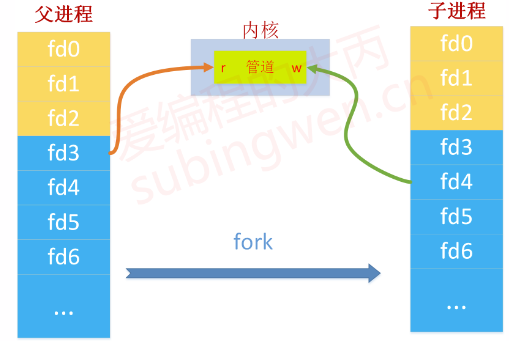 父进程
fd0
fd1
fd2
fd3
fd4
fd5
fd6
...
内核
r 管道 w
爱编程的大丙
subingwen.cn
fork
子进程
fd0
fd1
fd2
fd3
fd4
fd5
fd6
...